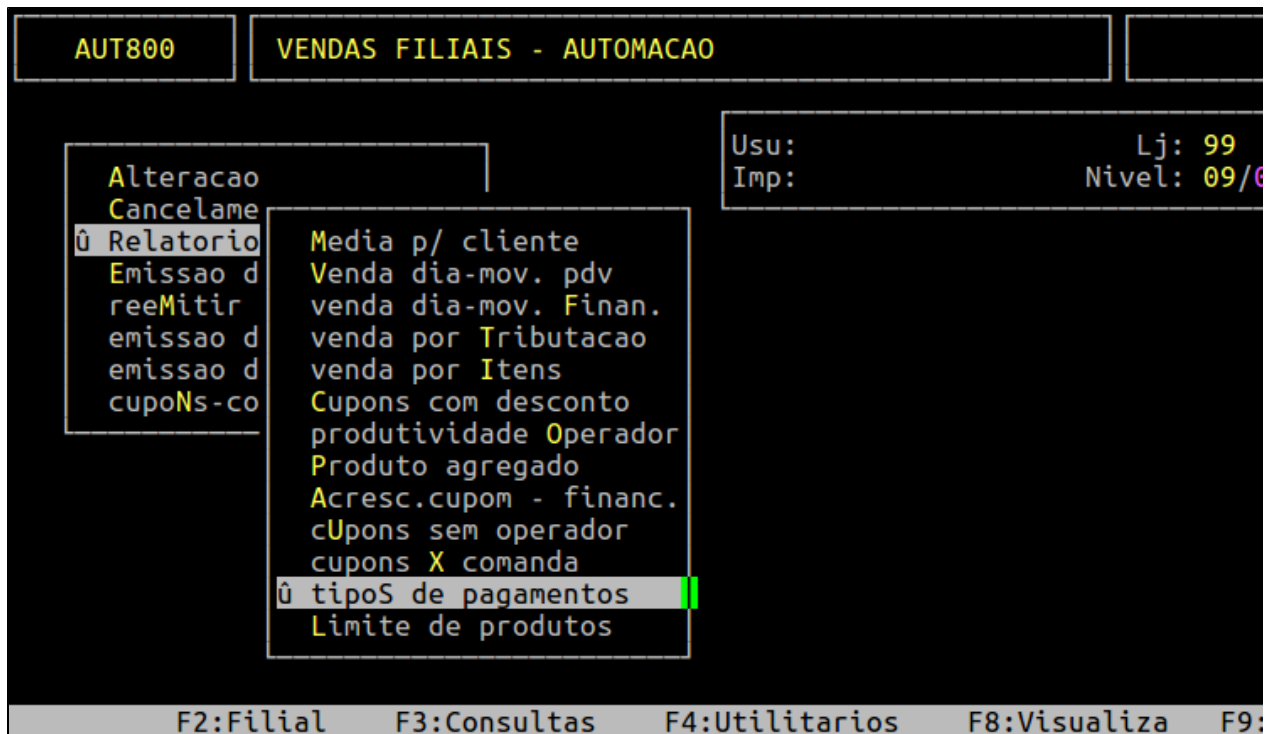 AUT800
VENDAS FILIAIS - AUTOMACAO
Usu: Lj: 99
Imp: Nivel: 09/0
Alteracao
Cancelame
û Relatorio
Emissao d
reeMitir
emissao d
emissao d
cupoNs-co
Media p/ cliente
Venda dia-mov. pdv
venda dia-mov. Finan.
venda por Tributacao
venda por Itens
Cupons com desconto
produtividade Operador
Produto agregado
Acresc.cupom - financ.
cUpons sem operador
cupons X comanda
û tipoS de pagamentos
Limite de produtos
F2:Filial F3:Consultas F4:Utilitarios F8:Visualiza F9: